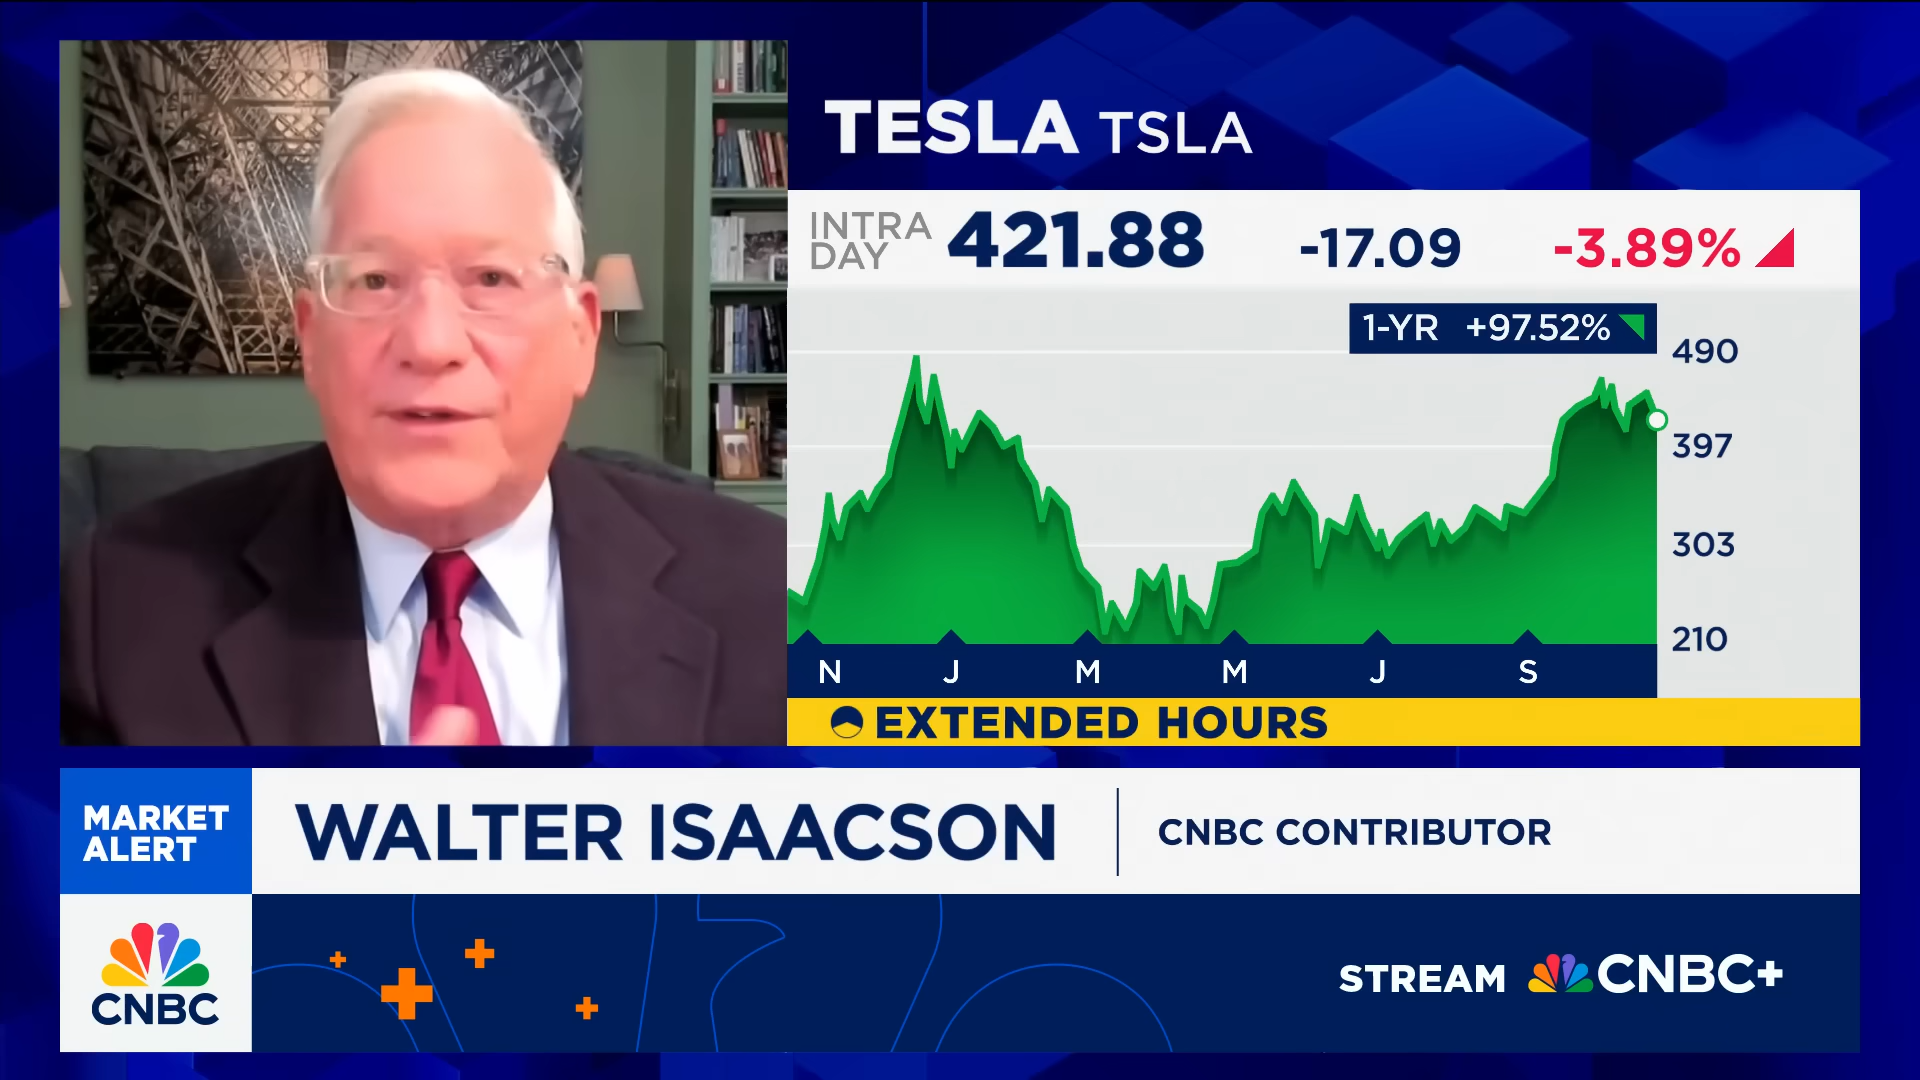 TESLA TSLA
INTRA
DAY
421.88 -17.09 -3.89%
1-YR +97.52%
490
397
303
210
N J M M J S
EXTENDED HOURS
MARKET
ALERT
WALTER ISAACSON
CNBC CONTRIBUTOR
CNBC
STREAM CNBC+